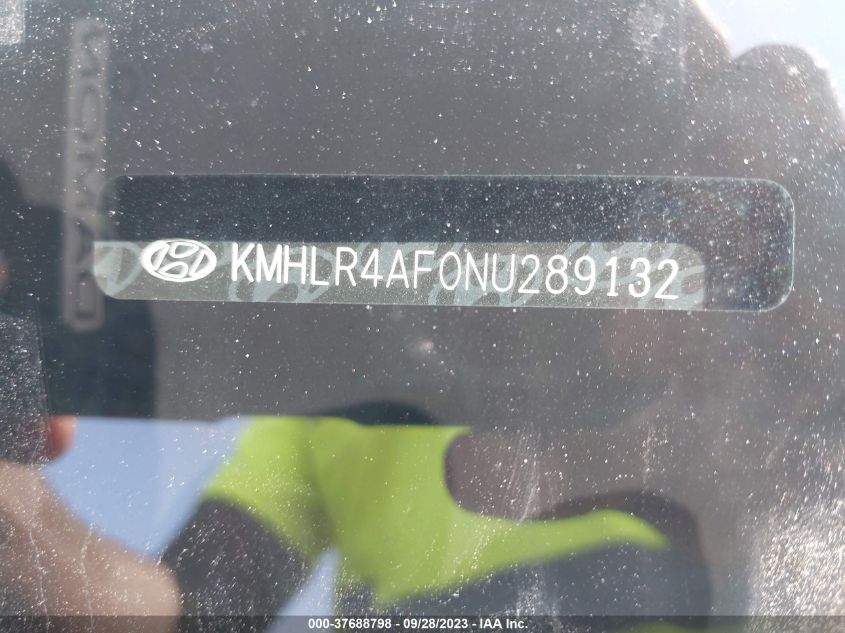 KMHLR4AF0NU289132
000-37688798 - 09/28/2023 - IAA Inc.